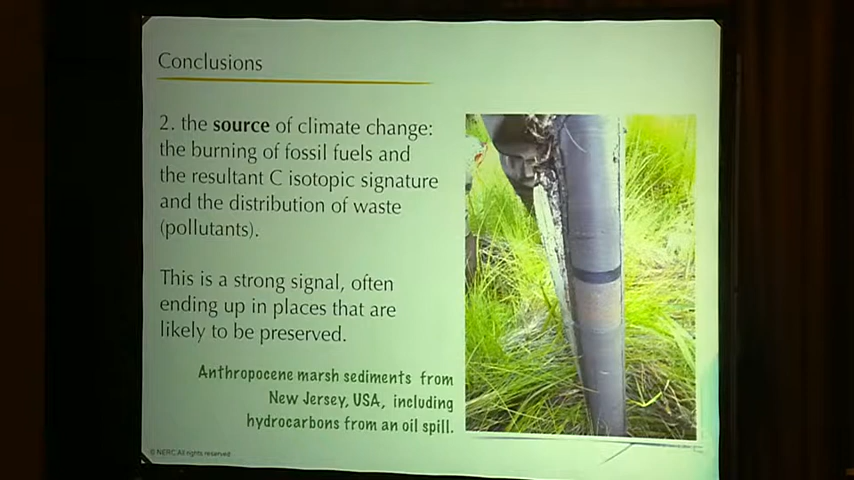 Conclusions
2. the source of climate change:
the burning of fossil fuels and
the resultant C isotopic signature
and the distribution of waste
(pollutants).
This is a strong signal, often
ending up in places that are
likely to be preserved.
Anthropocene marsh sediments from
New Jersey, USA, including
hydrocarbons from an oil spill.
© NERC All rights reserved